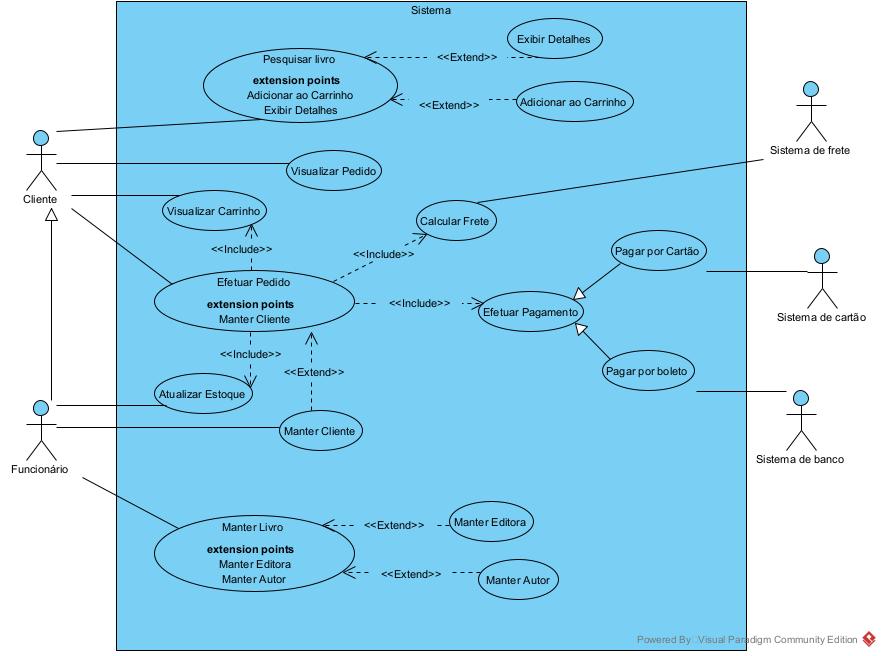 Sistema
Exibir Detalhes
Pesquisar livro
<<Extend>>
extension points
Adicionar ao Carrinho
Exibir Detalhes
<<Extend>>
Adicionar ao Carrinho
Sistema de frete
Cliente
Visualizar Pedido
Visualizar Carrinho
Calcular Frete
<<Include>>
<<Include>>
Pagar por Cartão
Efetuar Pedido
extension points
Manter Cliente
<<Include>>
Efetuar Pagamento
Sistema de cartão
<<Include>>
<<Extend>>
Pagar por boleto
Atualizar Estoque
Manter Cliente
Funcionário
Sistema de banco
Manter Livro
extension points
Manter Editora
Manter Autor
<<Extend>>
Manter Editora
<<Extend>>
Manter Autor
Powered By Visual Paradigm Community Edition